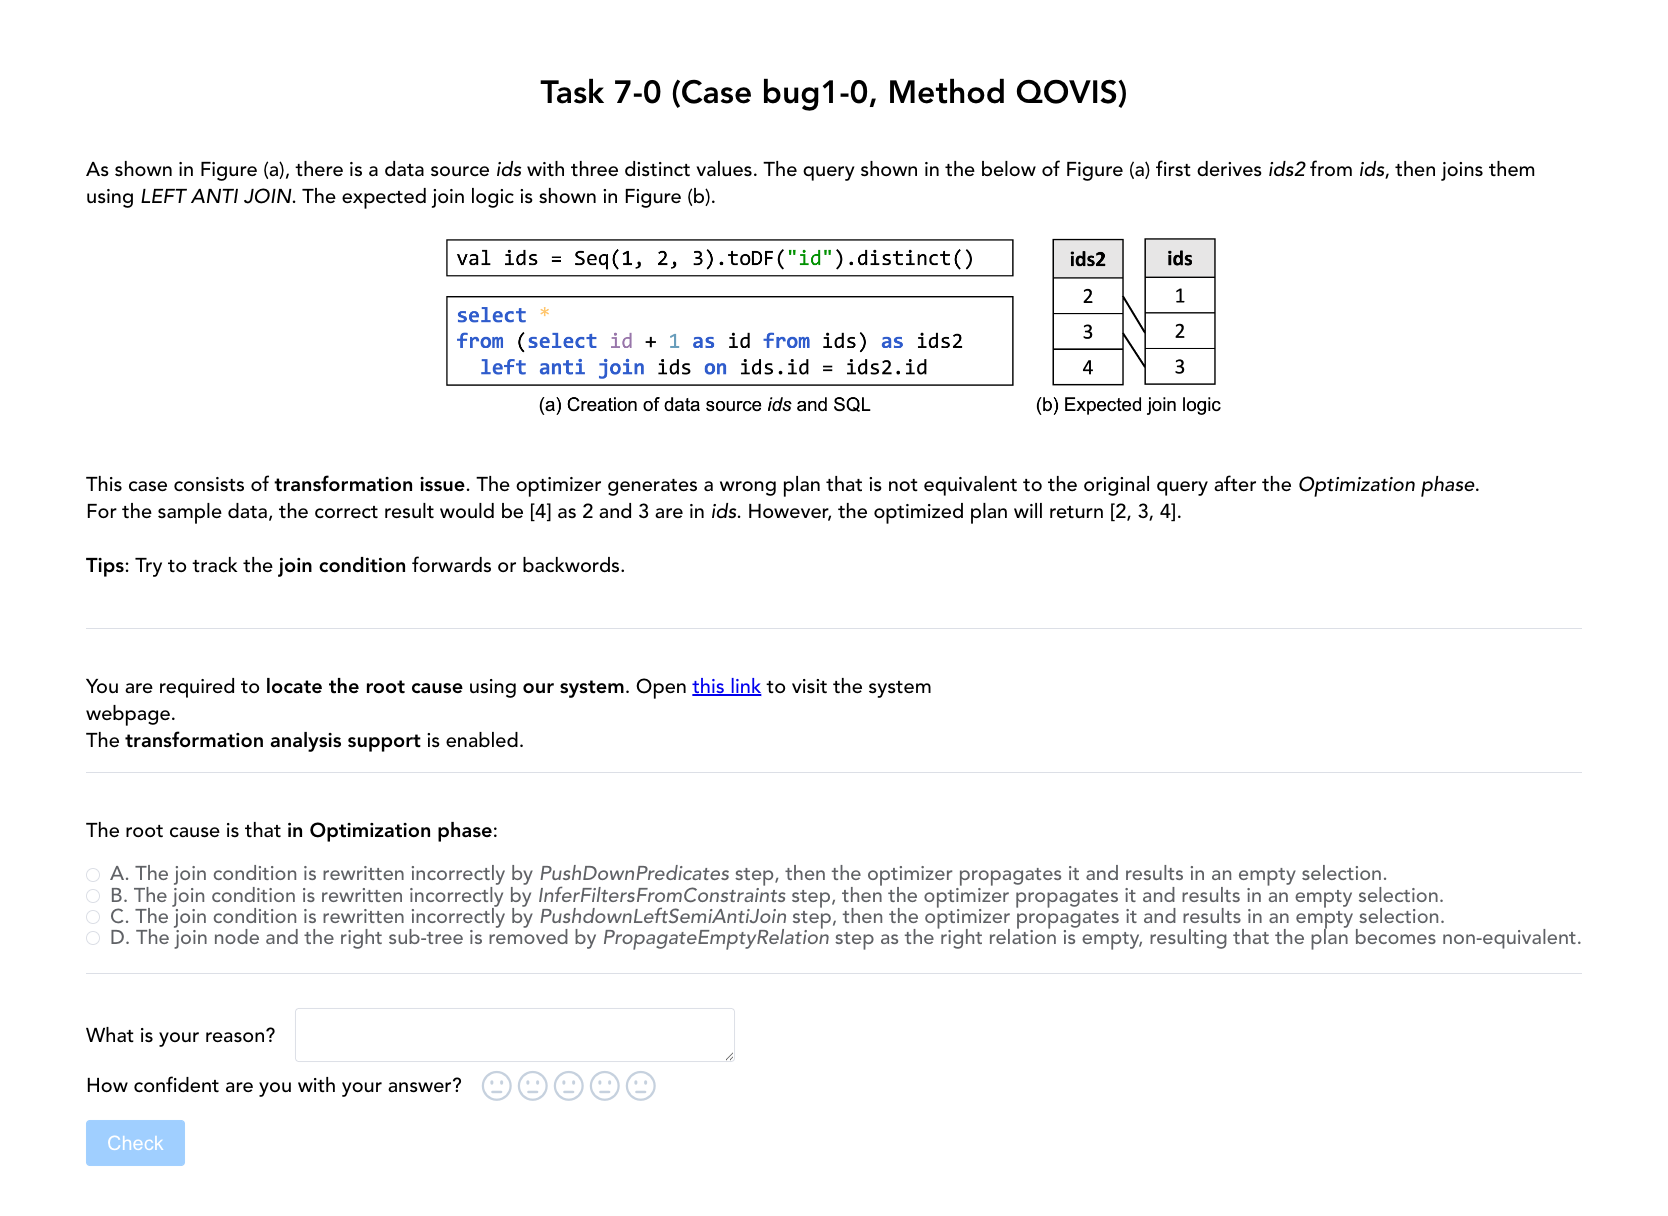 Task 7-0 (Case bug1-0, Method QOVIS)
As shown in Figure (a), there is a data source ids with three distinct values. The query shown in the below of Figure (a) first derives ids2 from ids, then joins them
using LEFT ANTI JOIN. The expected join logic is shown in Figure (b).
val ids = Seq(1, 2, 3).toDF("id").distinct()
select *
from (select id + 1 as id from ids) as ids2
left anti join ids on ids.id = ids2.id
(a) Creation of data source ids and SQL
ids2 ids
2 1
3 2
4 3
(b) Expected join logic
This case consists of transformation issue. The optimizer generates a wrong plan that is not equivalent to the original query after the Optimization phase.
For the sample data, the correct result would be [4] as 2 and 3 are in ids. However, the optimized plan will return [2, 3, 4].
Tips: Try to track the join condition forwards or backwords.
You are required to locate the root cause using our system. Open this link to visit the system
webpage.
The transformation analysis support is enabled.
The root cause is that in Optimization phase:
A. The join condition is rewritten incorrectly by PushDownPredicates step, then the optimizer propagates it and results in an empty selection.
B. The join condition is rewritten incorrectly by InferFiltersFromConstraints step, then the optimizer propagates it and results in an empty selection.
C. The join condition is rewritten incorrectly by PushdownLeftSemiAntiJoin step, then the optimizer propagates it and results in an empty selection.
D. The join node and the right sub-tree is removed by PropagateEmptyRelation step as the right relation is empty, resulting that the plan becomes non-equivalent.
What is your reason?
How confident are you with your answer?
Check